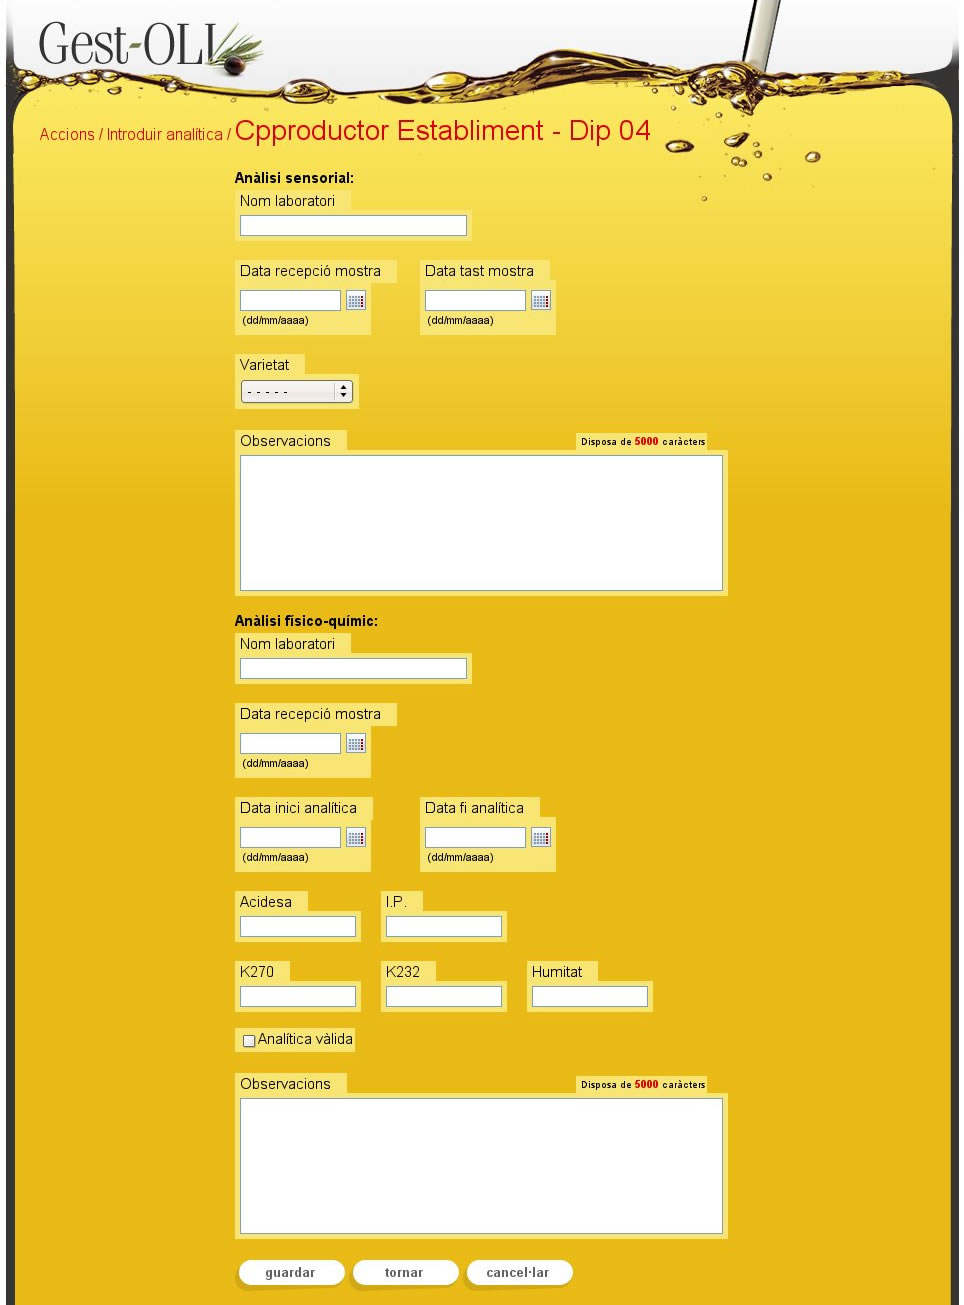 Gest-OLI
Accions / Introduir analítica / Cpproductor Establiment - Dip 04
Anàlisi sensorial:
Nom laboratori
Data recepció mostra Data tast mostra
(dd/mm/aaaa) (dd/mm/aaaa)
Varietat
- - - - -
Observacions Disposa de 5000 caràcters
Anàlisi físico-químic:
Nom laboratori
Data recepció mostra
(dd/mm/aaaa)
Data inici analítica Data fi analítica
(dd/mm/aaaa) (dd/mm/aaaa)
Acidesa I.P.
K270 K232 Humitat
Analítica vàlida
Observacions Disposa de 5000 caràcters
guardar tornar cancel·lar